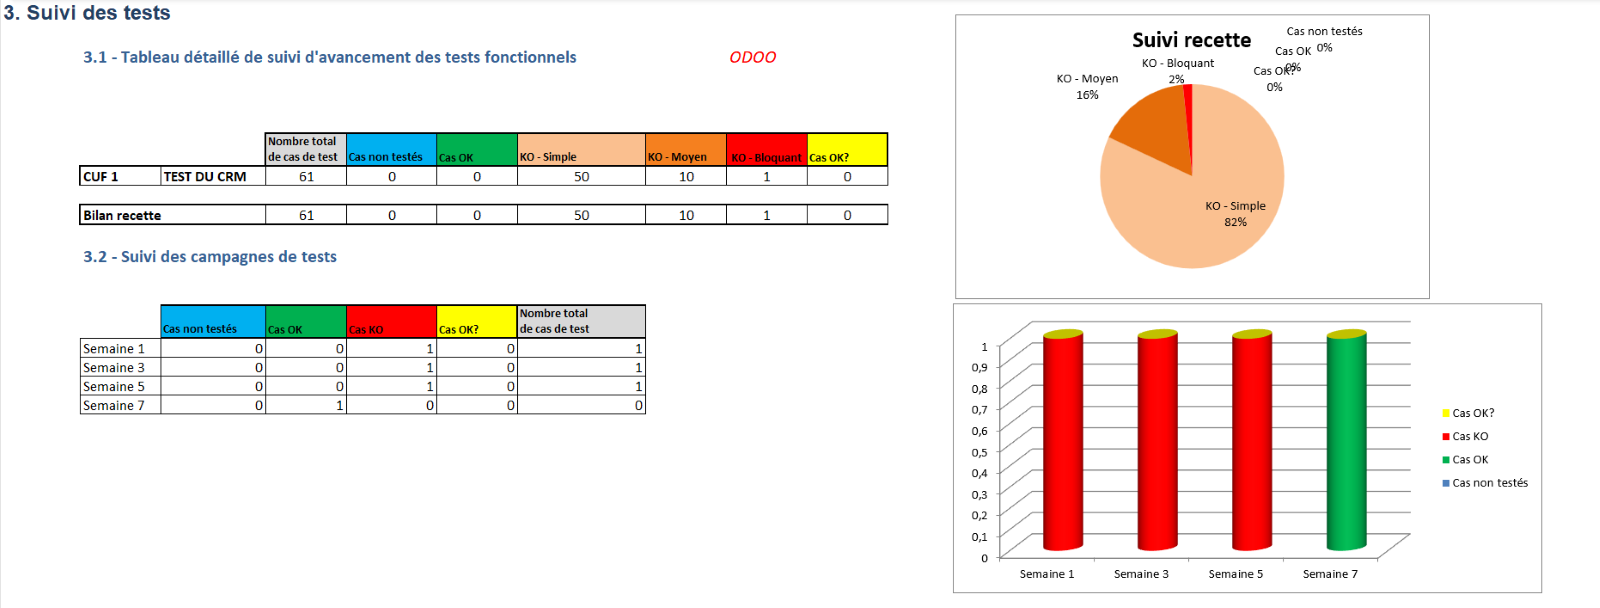 3. Suivi des tests
3.1 - Tableau détaillé de suivi d'avancement des tests fonctionnels
ODOO
Nombre total
de cas de test Cas non testés Cas OK KO - Simple KO - Moyen KO - Bloquant Cas OK?
CUF 1 TEST DU CRM 61 0 0 50 10 1 0
Bilan recette 61 0 0 50 10 1 0
3.2 - Suivi des campagnes de tests
Nombre total
Cas non testés Cas OK Cas KO Cas OK? de cas de test
Semaine 1 0 0 1 0 1
Semaine 3 0 0 1 0 1
Semaine 5 0 0 1 0 1
Semaine 7 0 1 0 0 0
Suivi recette
Cas non testés
0%
Cas OK
0%
Cas OK?
0%
KO - Bloquant
2%
KO - Moyen
16%
KO - Simple
82%
1
0,9
0,8
0,7
0,6
0,5
0,4
0,3
0,2
0,1
0
Semaine 1 Semaine 3 Semaine 5 Semaine 7
Cas OK?
Cas KO
Cas OK
Cas non testés